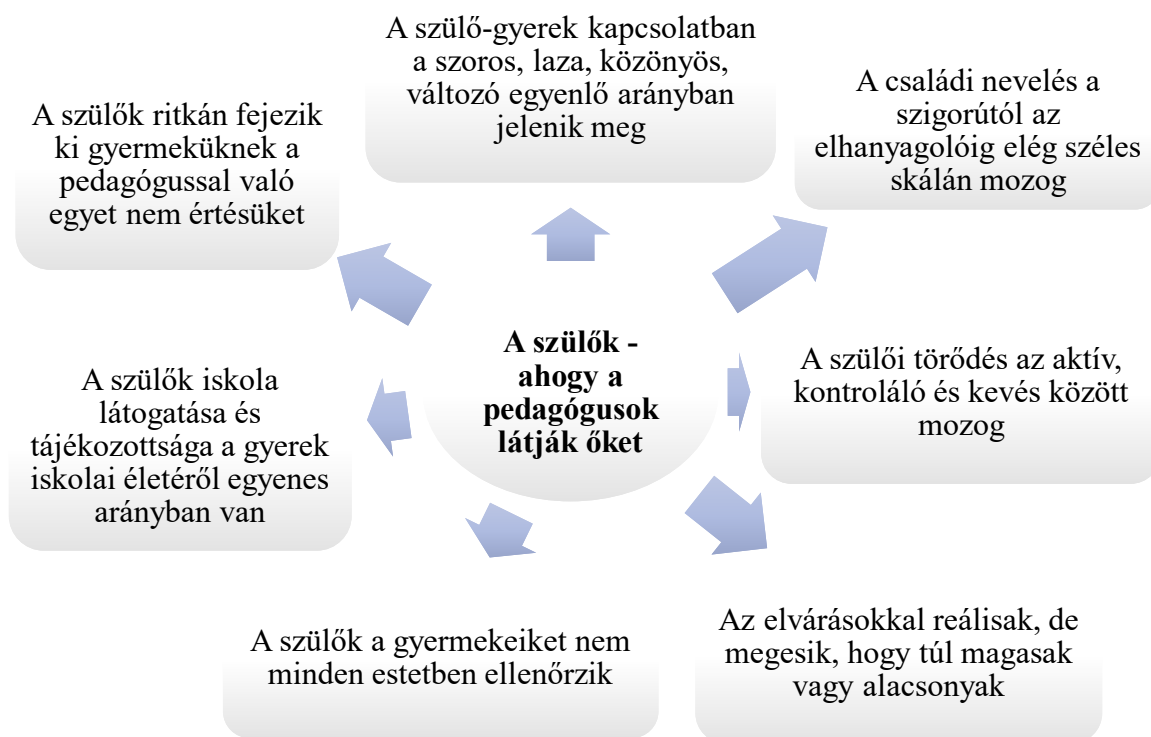 A szülő-gyerek kapcsolatban
a szoros, laza, közönyös,
változó egyenlő arányban
jelenik meg
A családi nevelés a
szigorútól az
elhanyagolóig elég széles
skálán mozog
A szülői törődés az aktív,
kontroláló és kevés között
mozog
Az elvárásokkal reálisak, de
megesik, hogy túl magasak
vagy alacsonyak
A szülők a gyermekeiket nem
minden estetben ellenőrzik
A szülők iskola
látogatása és
tájékozottsága a gyerek
iskolai életéről egyenes
arányban van
A szülők ritkán fejezik
ki gyermeküknek a
pedagógussal való
egyet nem értésüket
A szülők -
ahogy a
pedagógusok
látják őket